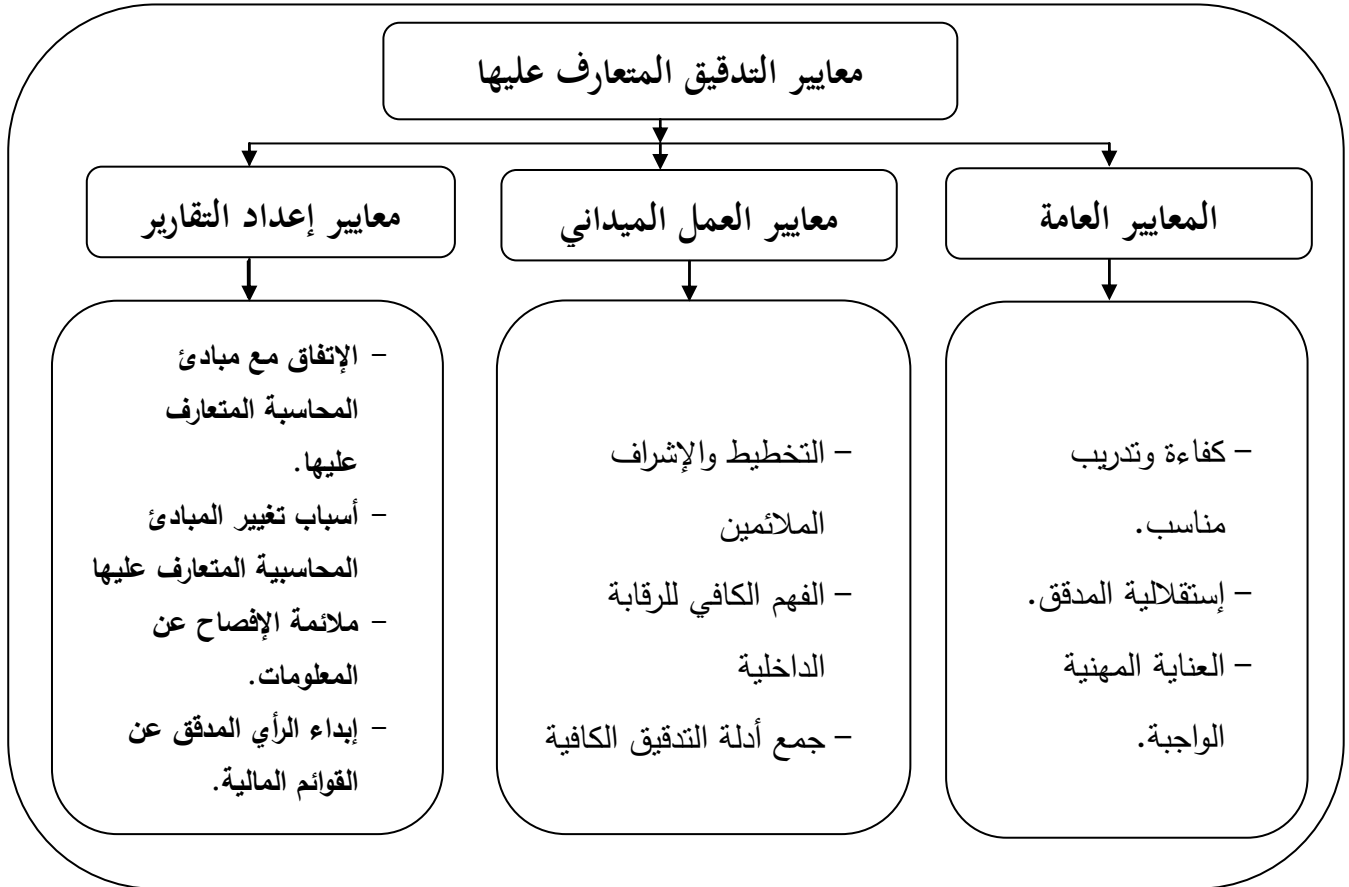 معايير التدقيق المتعارف عليها
المعايير العامة
معايير العمل الميداني
معايير إعداد التقارير
- كفاءة وتدريب
مناسب.
- إستقلالية المدقق.
- العناية المهنية
الواجبة.
- التخطيط والإشراف
الملائمين
- الفهم الكافي للرقابة
الداخلية
- جمع أدلة التدقيق الكافية
- الإتفاق مع مبادئ
المحاسبة المتعارف
عليها.
- أسباب تغيير المبادئ
المحاسبية المتعارف عليها
- ملائمة الإفصاح عن
المعلومات.
- إبداء الرأي المدقق عن
القوائم المالية.